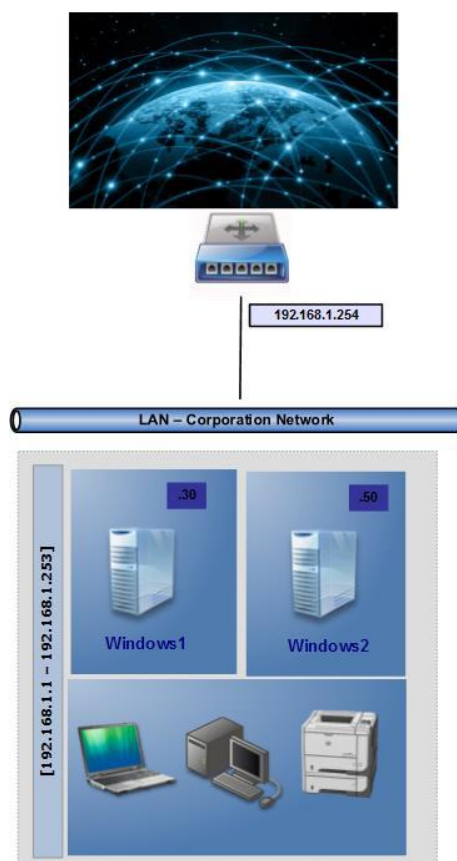 192.168.1.254
LAN – Corporation Network
[192.168.1.1 – 192.168.1.253]
.30
.50
Windows1
Windows2